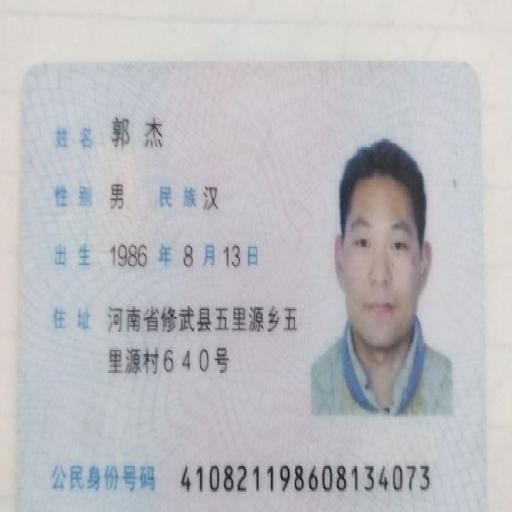 姓名 郭杰
性别 男 民族 汉
出生 1986 年 8 月 13 日
住址 河南省修武县五里源乡五
里源村640号
公民身份号码 410821198608134073